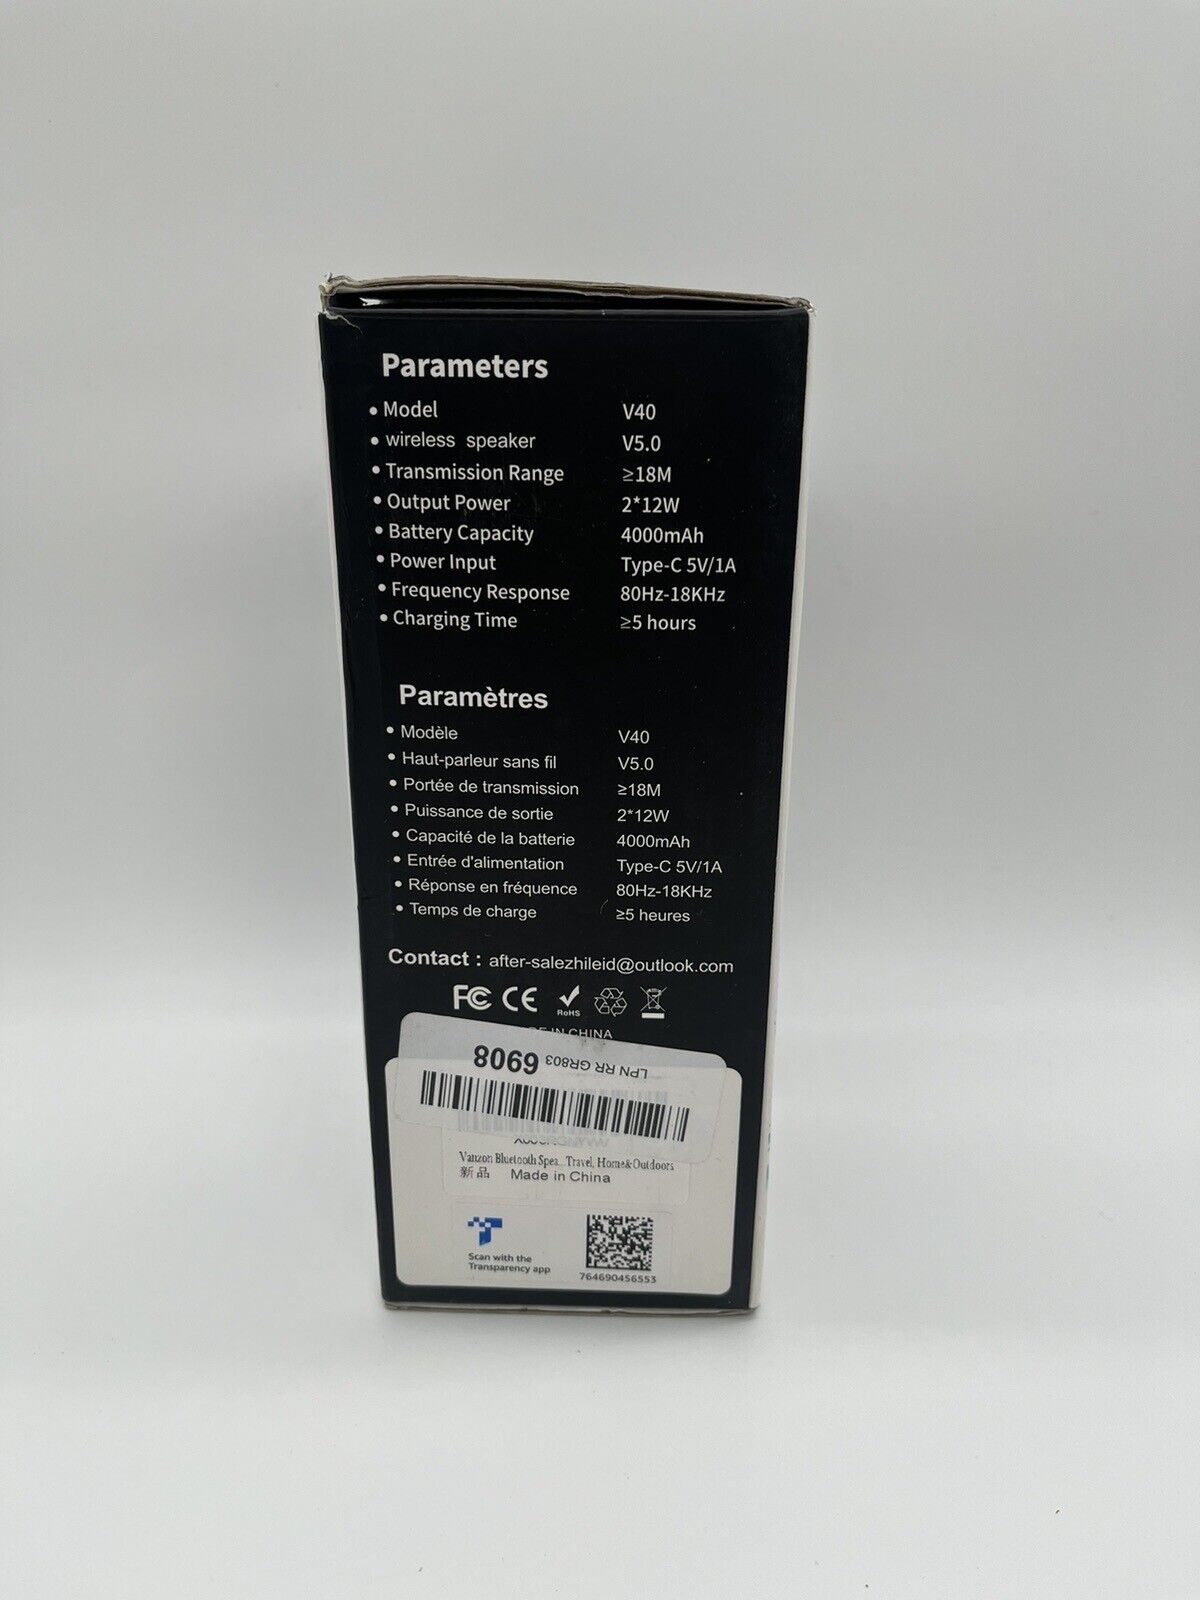 Parameters
• Model V40
• wireless speaker V5.0
• Transmission Range ≥18M
• Output Power 2*12W
• Battery Capacity 4000mAh
• Power Input Type-C 5V/1A
• Frequency Response 80Hz-18KHz
• Charging Time ≥5 hours
Paramètres
• Modèle V40
• Haut-parleur sans fil V5.0
• Portée de transmission ≥18M
• Puissance de sortie 2*12W
• Capacité de la batterie 4000mAh
• Entrée d'alimentation Type-C 5V/1A
• Réponse en fréquence 80Hz-18KHz
• Temps de charge ≥5 heures
Contact : after-salezhileid@outlook.com
FC CE RoHS
IN CHINA
LPN RR GR803 6908
Vanzon Bluetooth Spea...Travel, Home&Outdoors
新品 Made in China
Scan with the
Transparency app
764690456553